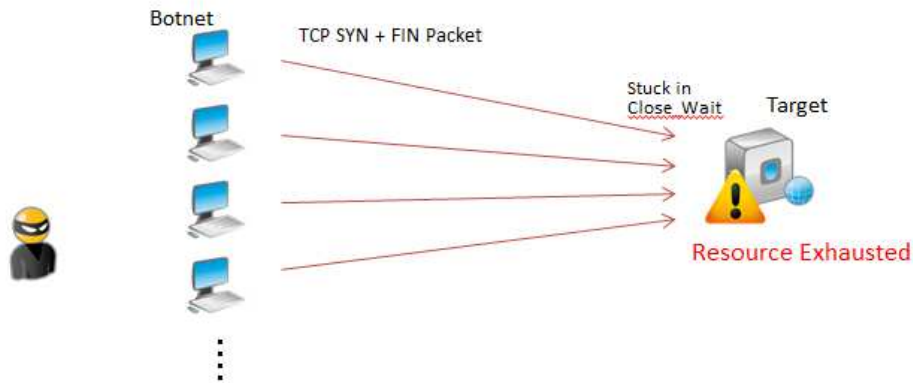 Botnet
TCP SYN + FIN Packet
Stuck in
Close_Wait
Target
Resource Exhausted